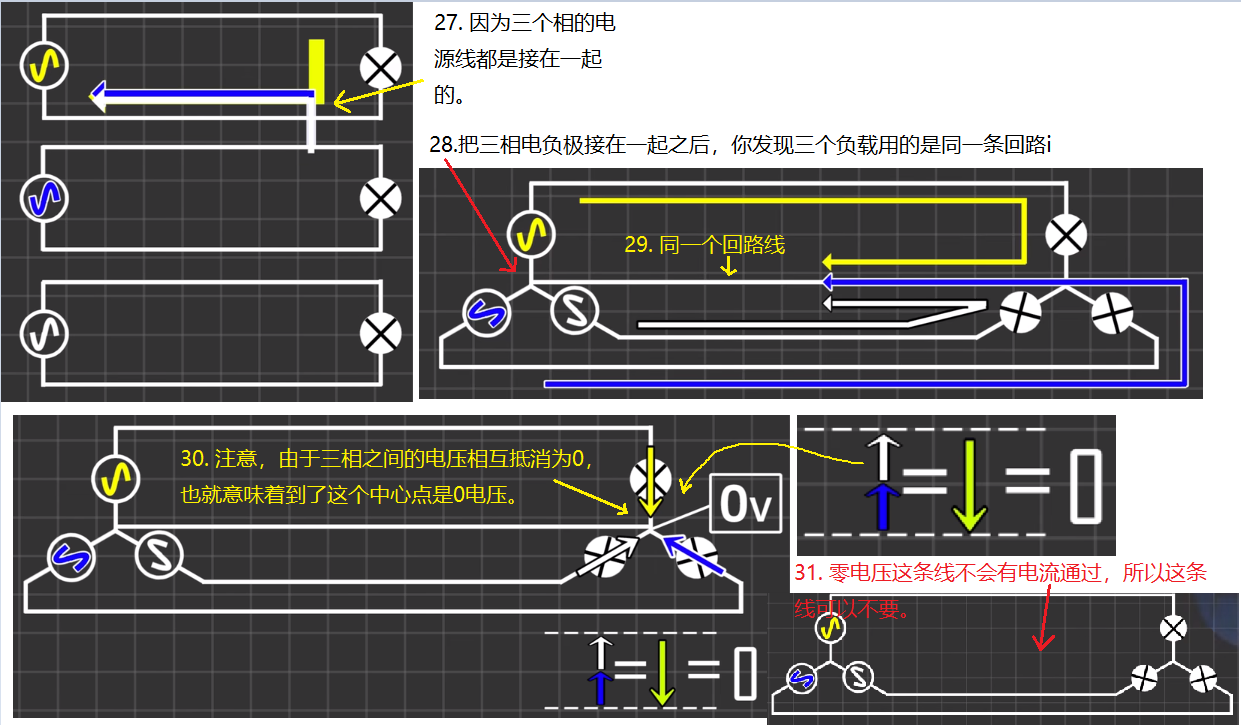 27. 因为三个相的电
源线都是接在一起
的。
28.把三相电负极接在一起之后，你发现三个负载用的是同一条回路i
29. 同一个回路线
30. 注意，由于三相之间的电压相互抵消为0，
也就意味着到了这个中心点是0电压。
0v
= = 0
= = 0
31. 零电压这条线不会有电流通过，所以这条
线可以不要。